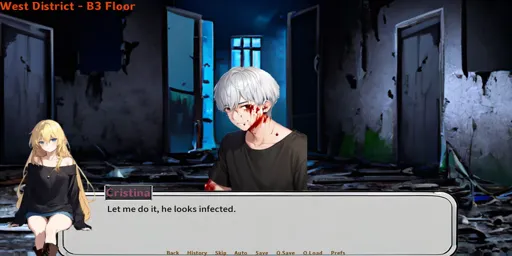 West District - B3 Floor
Cristina
Let me do it, he looks infected.
Back History Skip Auto Save Q.Save Q.Load Prefs